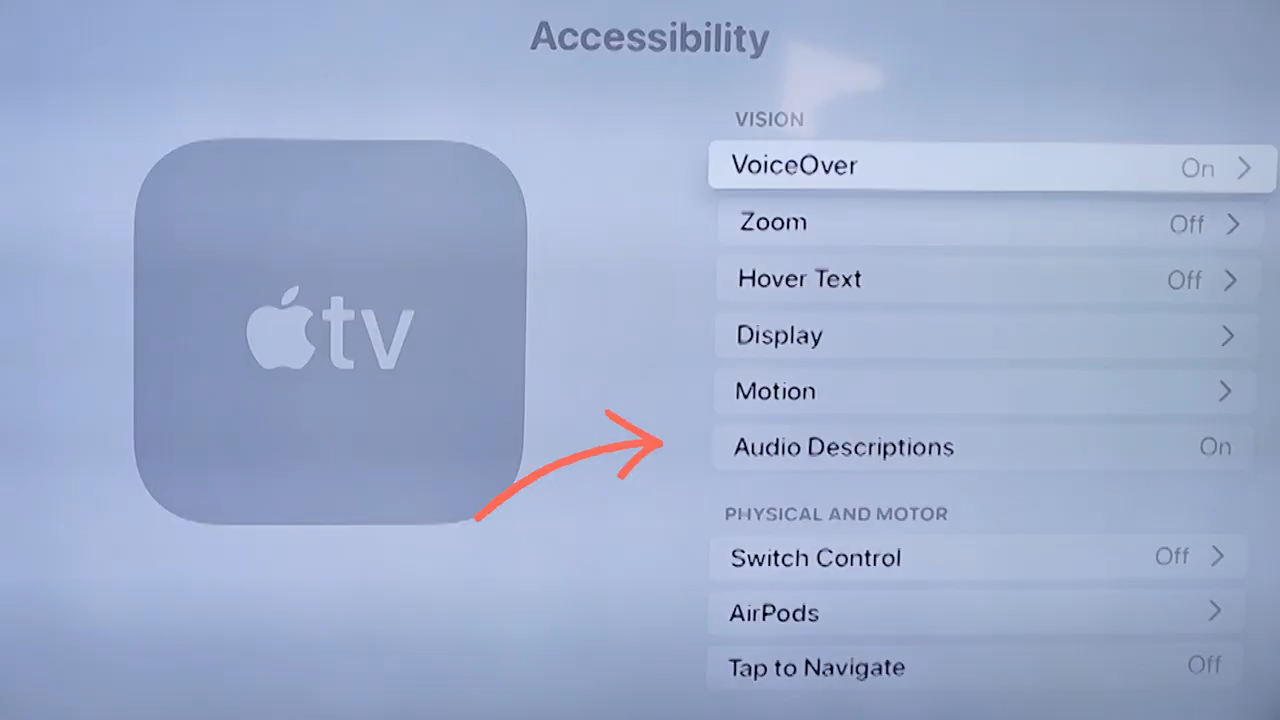 Accessibility
tv
VISION
VoiceOver On
Zoom Off
Hover Text Off
Display
Motion
Audio Descriptions On
PHYSICAL AND MOTOR
Switch Control Off
AirPods
Tap to Navigate Off